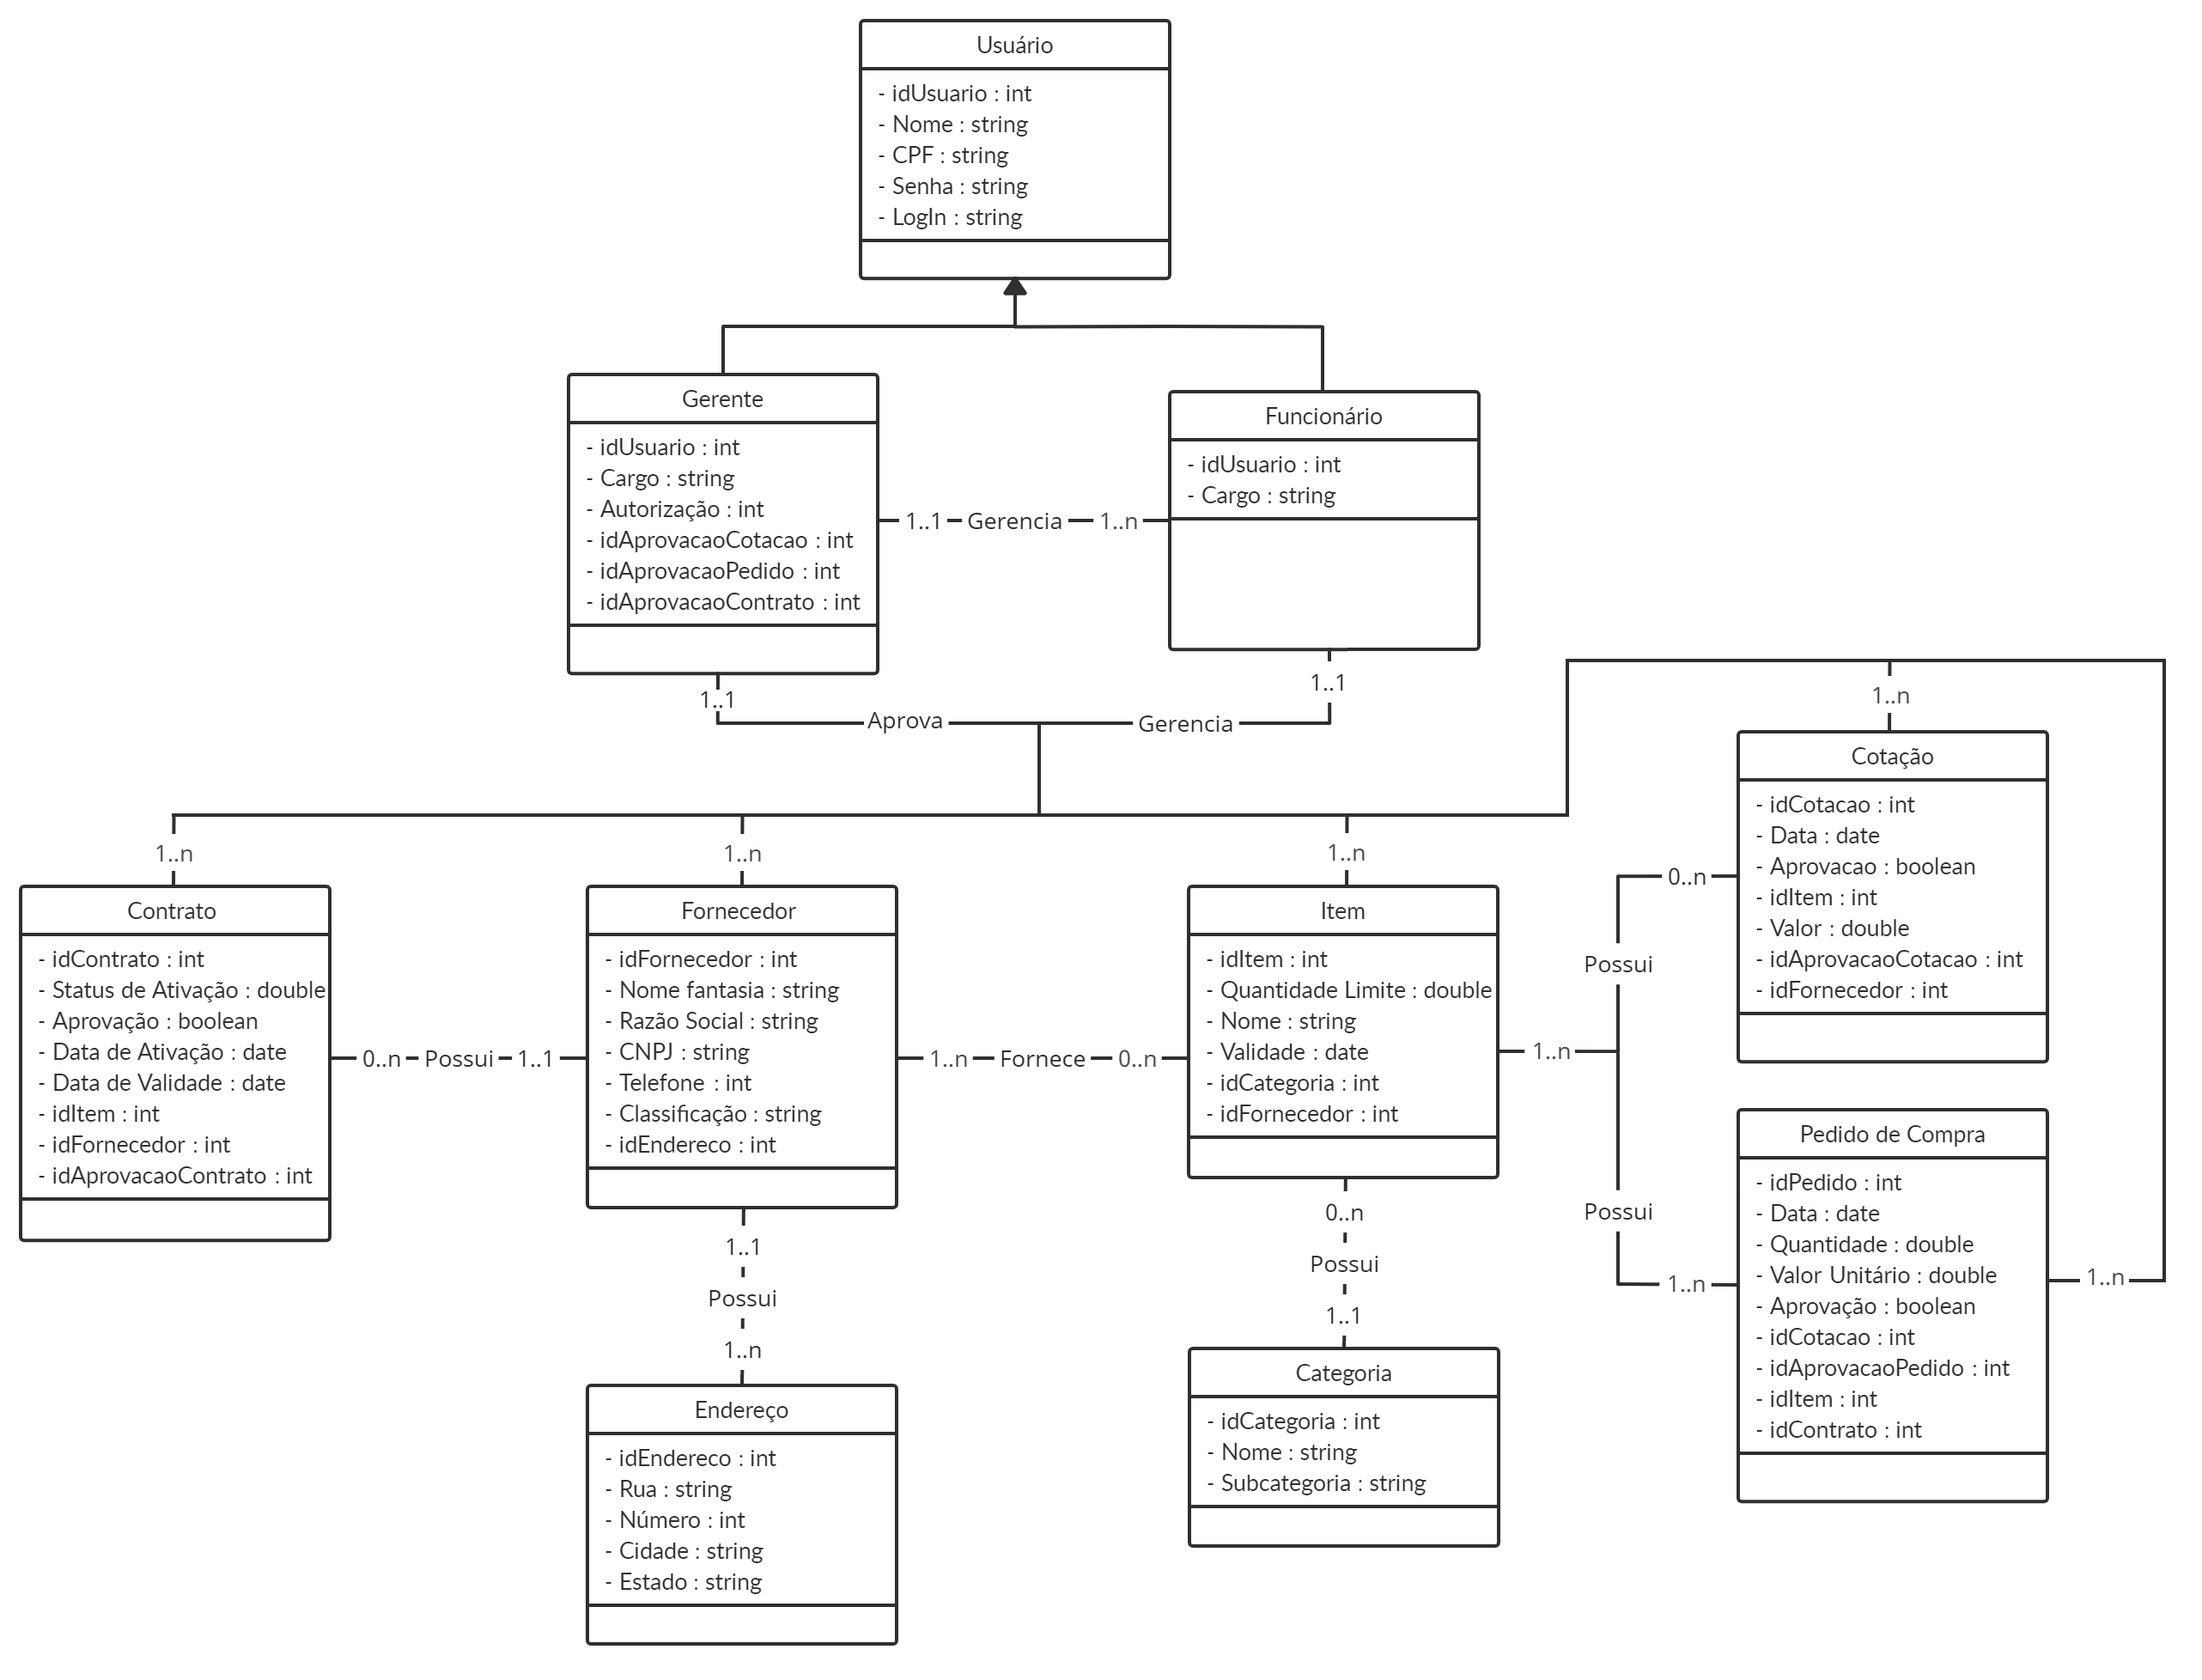 Usuário
- idUsuario : int
- Nome : string
- CPF : string
- Senha : string
- LogIn : string
Gerente
- idUsuario : int
- Cargo : string
- Autorização : int
- idAprovacaoCotacao : int
- idAprovacaoPedido : int
- idAprovacaoContrato : int
1..1 Gerencia 1..n
Funcionário
- idUsuario : int
- Cargo : string
1..1
Aprova
1..1
Gerencia
1..n
1..n
1..n
1..n
Contrato
- idContrato : int
- Status de Ativação : double
- Aprovação : boolean
- Data de Ativação : date
- Data de Validade : date
- idItem : int
- idFornecedor : int
- idAprovacaoContrato : int
0..n Possui 1..1
Fornecedor
- idFornecedor : int
- Nome fantasia : string
- Razão Social : string
- CNPJ : string
- Telefone : int
- Classificação : string
- idEndereco : int
1..n Fornece 0..n
Item
- idItem : int
- Quantidade Limite : double
- Nome : string
- Validade : date
- idCategoria : int
- idFornecedor : int
1..n
Possui
0..n
Cotação
- idCotacao : int
- Data : date
- Aprovacao : boolean
- idItem : int
- Valor : double
- idAprovacaoCotacao : int
- idFornecedor : int
Possui
1..n
Pedido de Compra
- idPedido : int
- Data : date
- Quantidade : double
- Valor Unitário : double
- Aprovação : boolean
- idCotacao : int
- idAprovacaoPedido : int
- idItem : int
- idContrato : int
1..n
1..1
Possui
1..n
Endereço
- idEndereco : int
- Rua : string
- Número : int
- Cidade : string
- Estado : string
0..n
Possui
1..1
Categoria
- idCategoria : int
- Nome : string
- Subcategoria : string